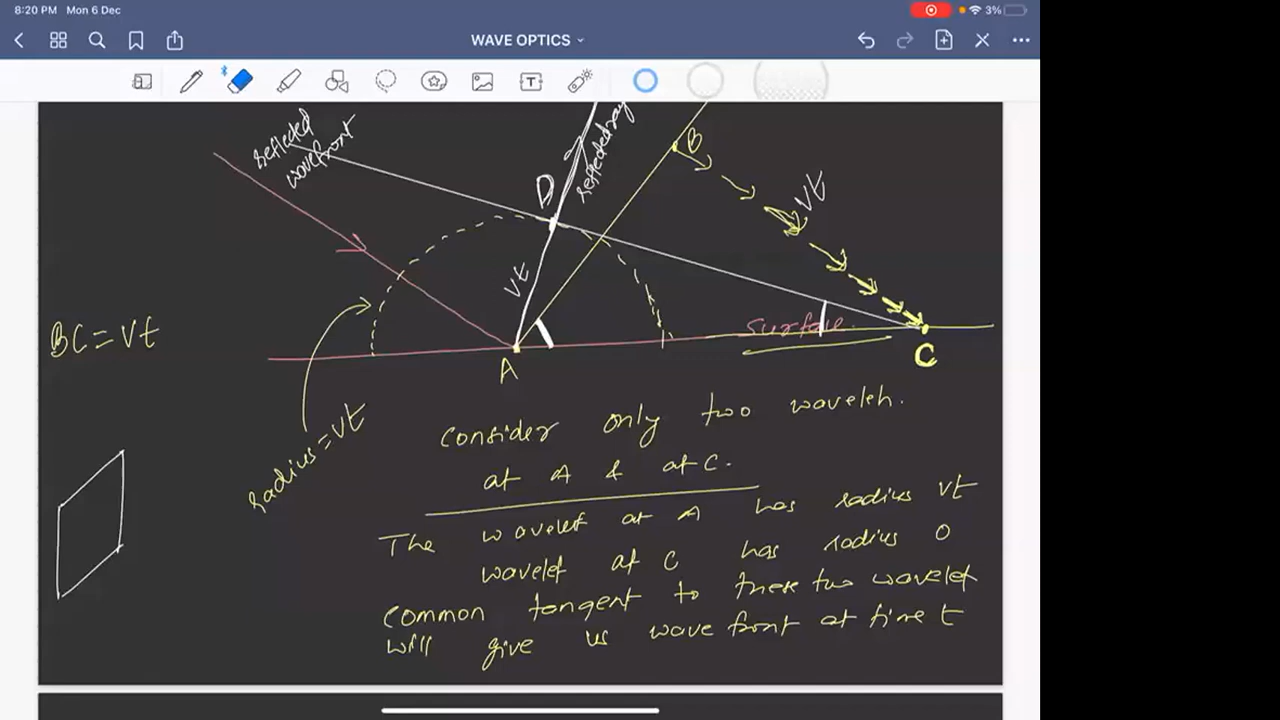 8:20 PM Mon 6 Dec
3%
WAVE OPTICS
reflected
wavefront
reflected ray
B
D
vt
vt
BC = vt
surface.
A
C
radius = vt
consider only two waveleh.
at A & at C.
The wavelet at A has radius vt
wavelet at C has radius 0
common tangent to these two wavelet
will give us wave front at time t